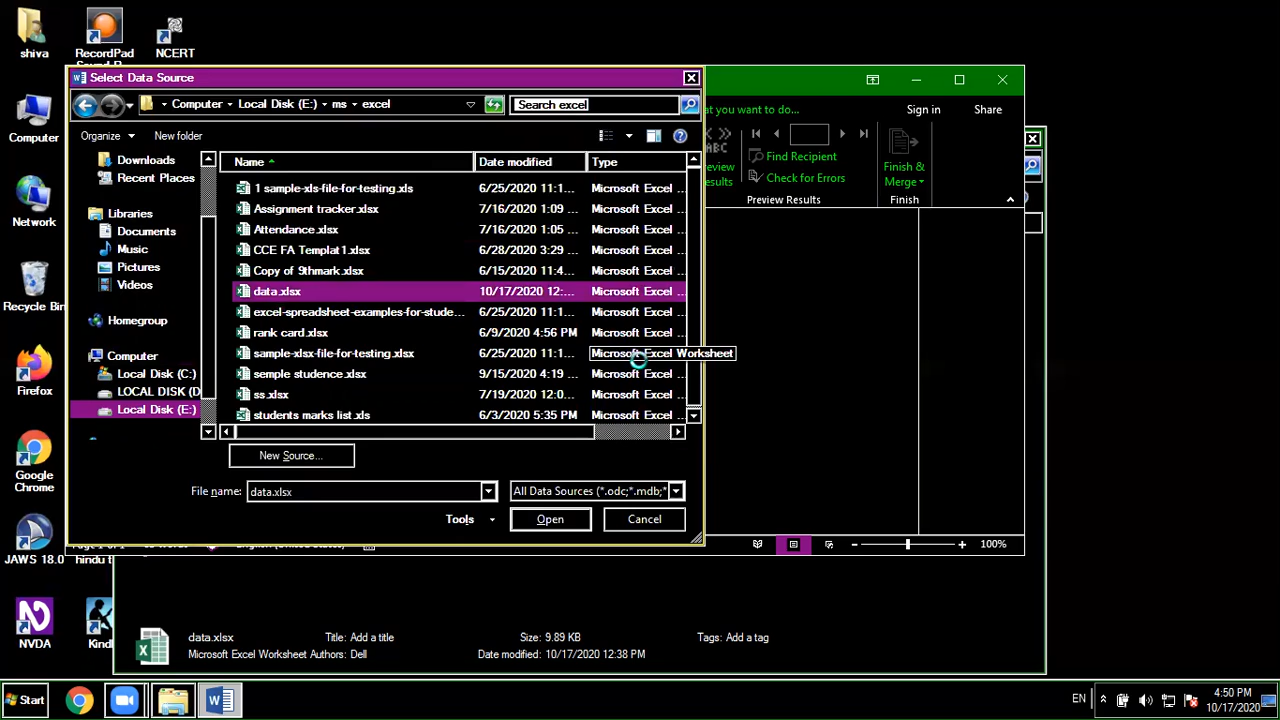 shiva
RecordPad
NCERT
Computer
Network
Recycle Bin
Firefox
Google
Chrome
JAWS 18.0
hindu t
NVDA
Kindl
Select Data Source
Computer
Local Disk (E:)
ms
excel
Search excel
Organize
New folder
Downloads
Recent Places
Libraries
Documents
Music
Pictures
Videos
Homegroup
Computer
Local Disk (C:)
LOCAL DISK (D
Local Disk (E:)
Name Date modified Type
1 sample-xls-file-for-testing.xls 6/25/2020 11:1... Microsoft Excel ...
Assignment tracker.xlsx 7/16/2020 1:09 ... Microsoft Excel ...
Attendance.xlsx 7/16/2020 1:05 ... Microsoft Excel ...
CCE FA Templat1.xlsx 6/28/2020 3:29 ... Microsoft Excel ...
Copy of 9thmark.xlsx 6/15/2020 11:4... Microsoft Excel ...
data.xlsx 10/17/2020 12:... Microsoft Excel ...
excel-spreadsheet-examples-for-stude... 6/25/2020 11:1... Microsoft Excel ...
rank card.xlsx 6/9/2020 4:56 PM Microsoft Excel ...
sample-xlsx-file-for-testing.xlsx 6/25/2020 11:1... Microsoft Excel Worksheet
semple studence.xlsx 9/15/2020 4:19 ... Microsoft Excel ...
ss.xlsx 7/19/2020 12:0... Microsoft Excel ...
students marks list.xls 6/3/2020 5:35 PM Microsoft Excel ...
New Source...
File name: data.xlsx All Data Sources (*.odc;*.mdb;*
Tools Open Cancel
at you want to do...
Sign in
Share
ABC
review
esults
Find Recipient
Check for Errors
Preview Results
Finish &
Merge
Finish
100%
data.xlsx Title: Add a title Size: 9.89 KB Tags: Add a tag
Microsoft Excel Worksheet Authors: Dell Date modified: 10/17/2020 12:38 PM
Start
EN
4:50 PM
10/17/2020